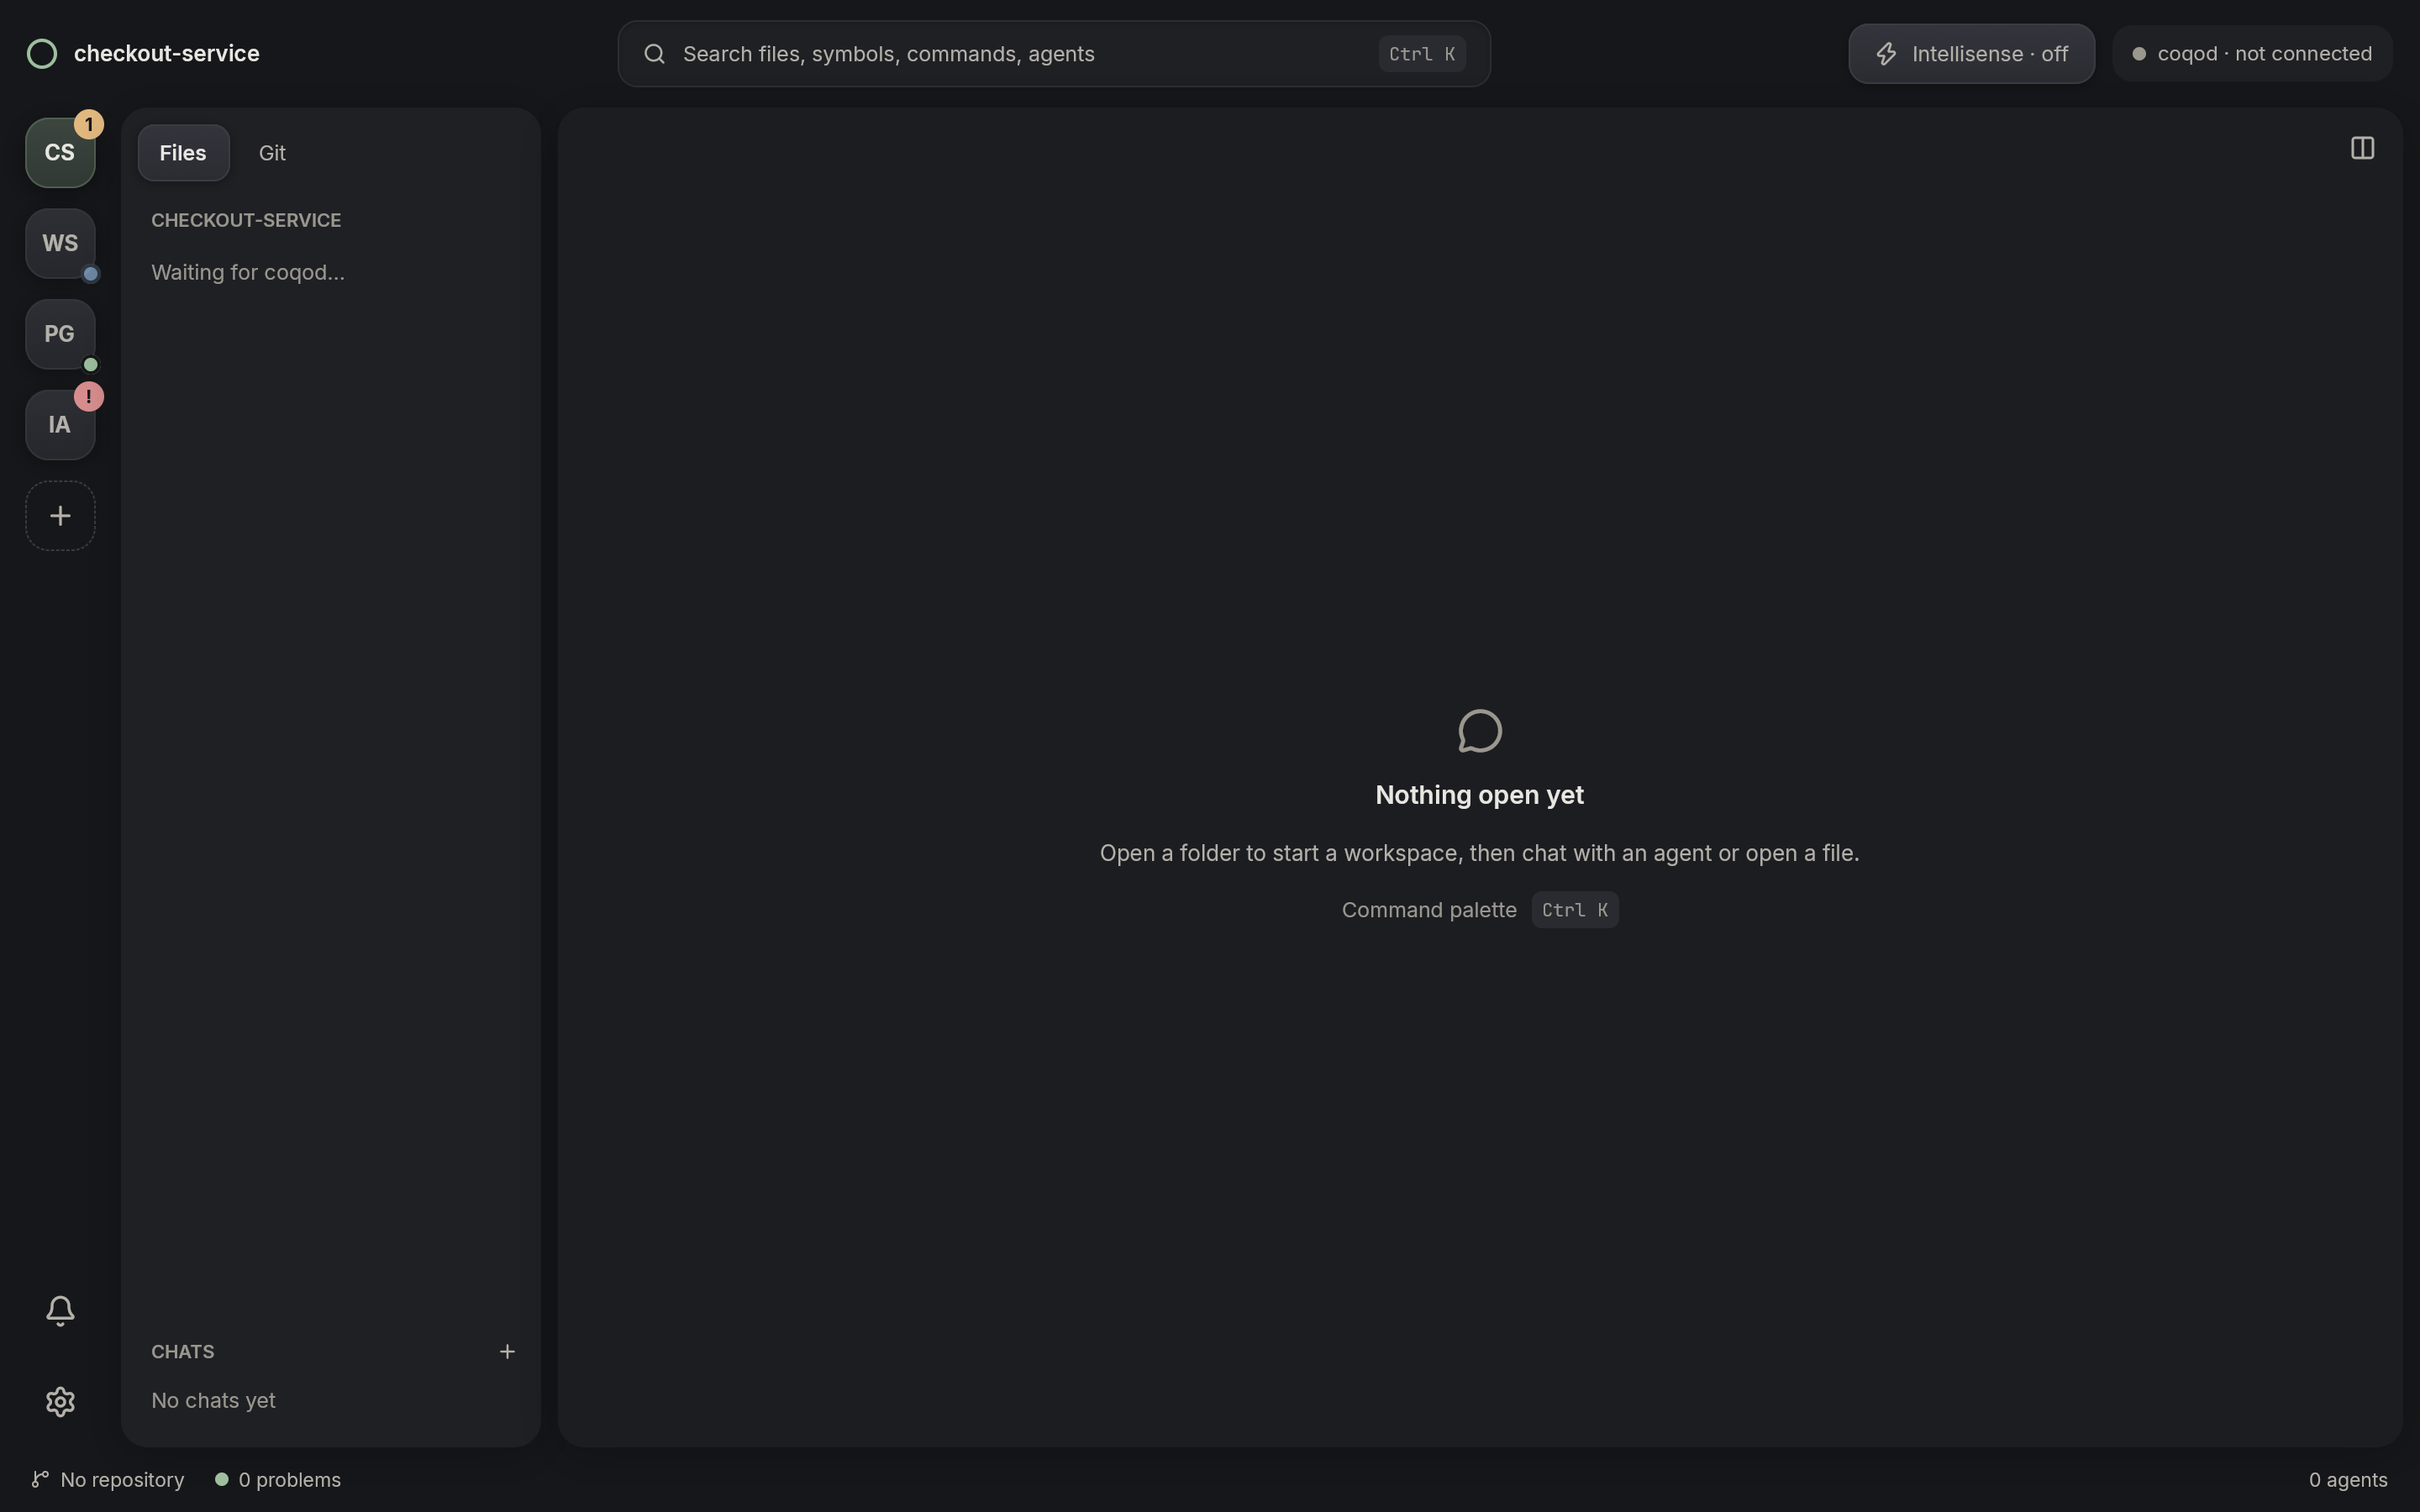 checkout-service
Search files, symbols, commands, agents
Ctrl K
Intellisense · off
coqod · not connected
CS
1
WS
PG
IA
!
Files
Git
CHECKOUT-SERVICE
Waiting for coqod...
Nothing open yet
Open a folder to start a workspace, then chat with an agent or open a file.
Command palette
Ctrl K
CHATS
No chats yet
No repository
0 problems
0 agents